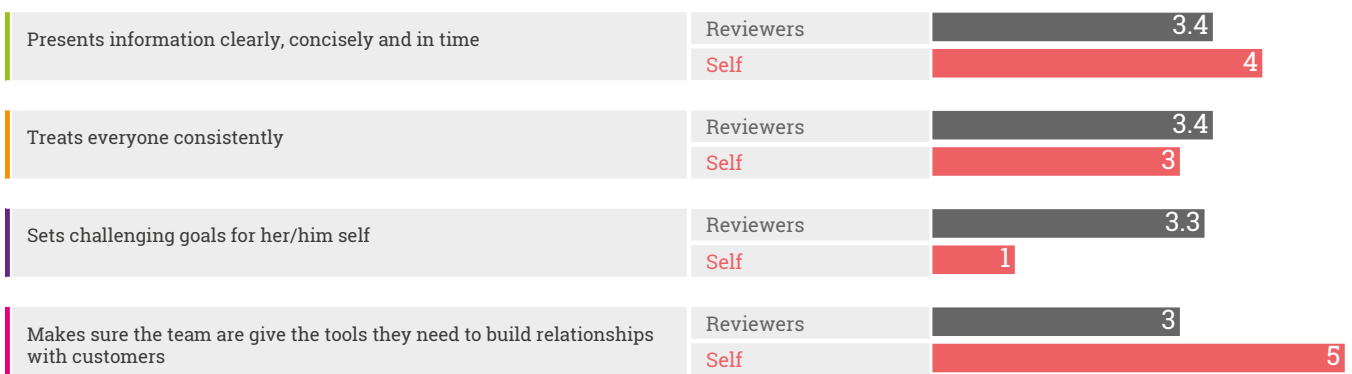 Presents information clearly, concisely and in time
Reviewers
3.4
Self
4
Treats everyone consistently
Reviewers
3.4
Self
3
Sets challenging goals for her/him self
Reviewers
3.3
Self
1
Makes sure the team are give the tools they need to build relationships
with customers
Reviewers
3
Self
5